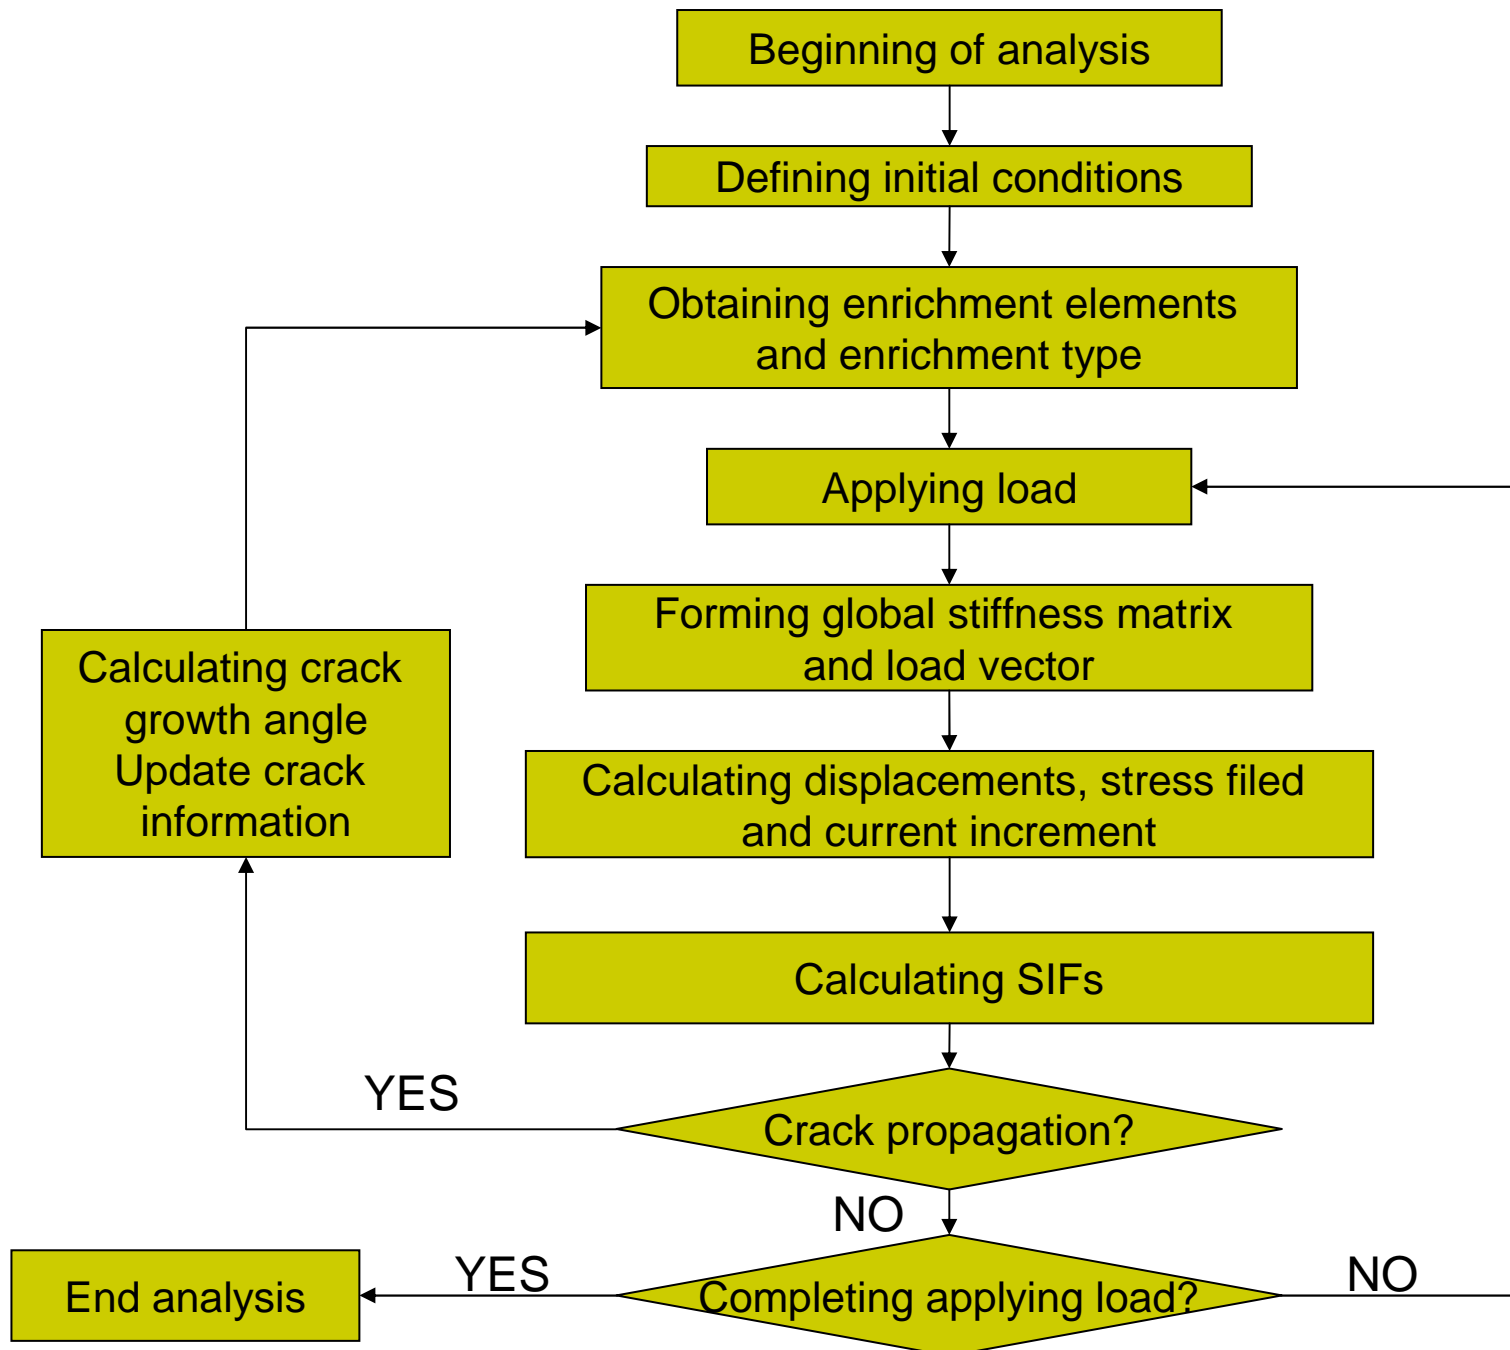 Beginning of analysis
Defining initial conditions
Obtaining enrichment elements
and enrichment type
Applying load
Forming global stiffness matrix
and load vector
Calculating crack
growth angle
Update crack
information
Calculating displacements, stress filed
and current increment
Calculating SIFs
YES
Crack propagation?
NO
End analysis
YES
Completing applying load?
NO